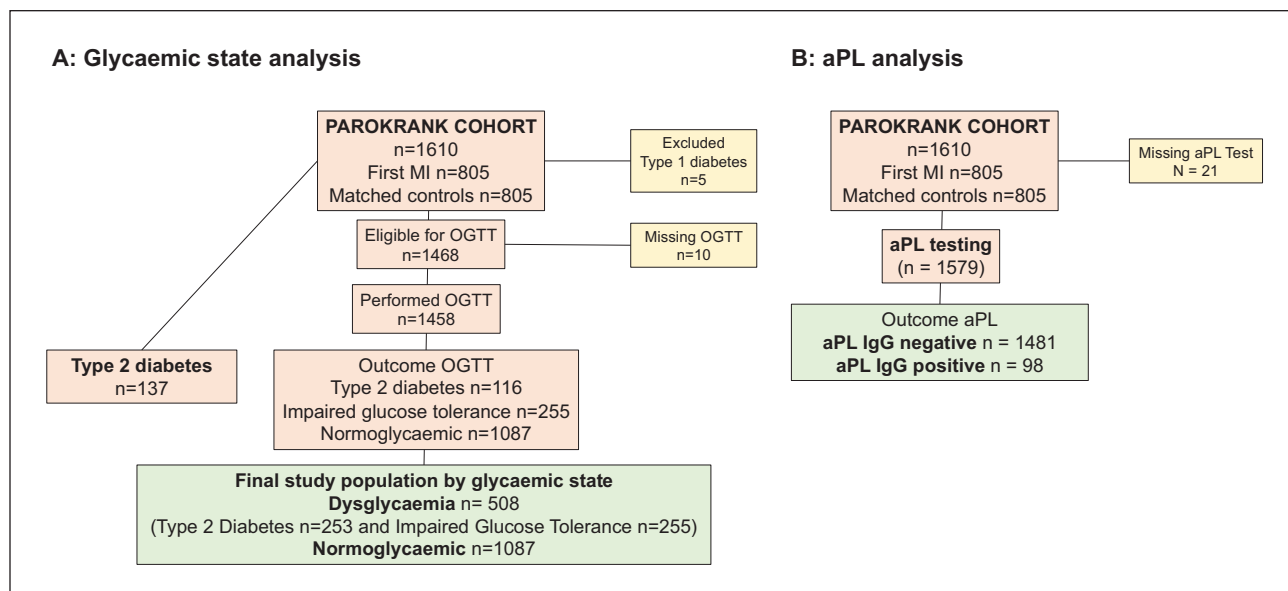 A: Glycaemic state analysis
PAROKRANK COHORT
n=1610
First MI n=805
Matched controls n=805
Excluded
Type 1 diabetes
n=5
Eligible for OGTT
n=1468
Missing OGTT
n=10
Performed OGTT
n=1458
Type 2 diabetes
n=137
Outcome OGTT
Type 2 diabetes n=116
Impaired glucose tolerance n=255
Normoglycaemic n=1087
Final study population by glycaemic state
Dysglycaemia n= 508
(Type 2 Diabetes n=253 and Impaired Glucose Tolerance n=255)
Normoglycaemic n=1087
B: aPL analysis
PAROKRANK COHORT
n=1610
First MI n=805
Matched controls n=805
Missing aPL Test
N = 21
aPL testing
(n = 1579)
Outcome aPL
aPL IgG negative n = 1481
aPL IgG positive n = 98